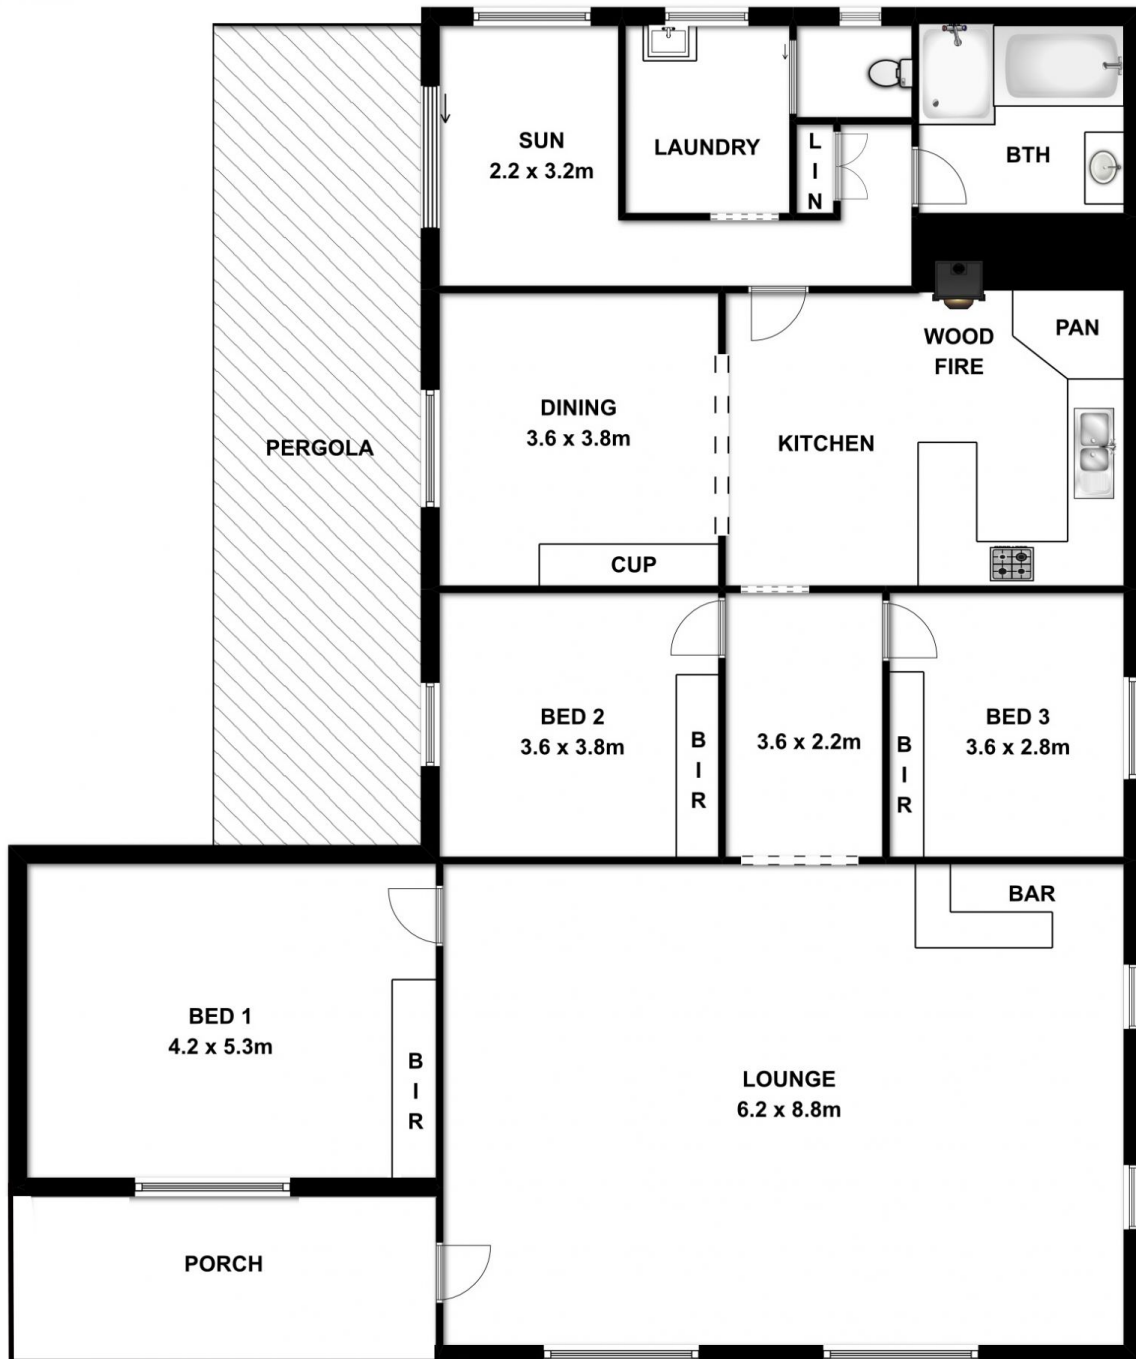 SUN
2.2 x 3.2m
LAUNDRY
L
I
N
BTH
WOOD
FIRE
PAN
DINING
3.6 x 3.8m
PERGOLA
KITCHEN
CUP
BED 2
3.6 x 3.8m
B
I
R
3.6 x 2.2m
B
I
R
BED 3
3.6 x 2.8m
BAR
BED 1
4.2 x 5.3m
B
I
R
LOUNGE
6.2 x 8.8m
PORCH